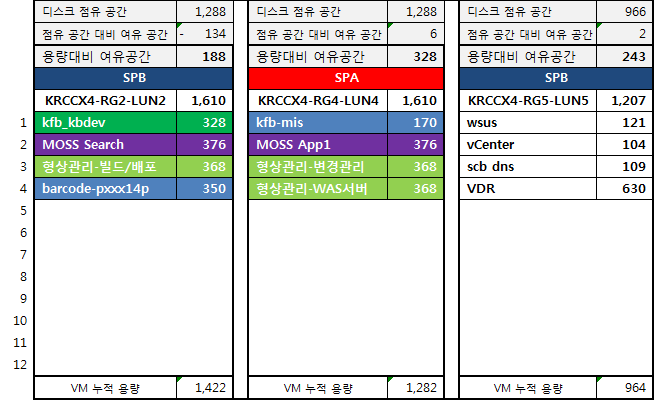 디스크 점유 공간 1,288 디스크 점유 공간 1,288 디스크 점유 공간 966
점유 공간 대비 여유 공간 - 134 점유 공간 대비 여유 공간 6 점유 공간 대비 여유 공간 2
용량대비 여유공간 188 용량대비 여유공간 328 용량대비 여유공간 243
SPB SPA SPB
KRCCX4-RG2-LUN2 1,610 KRCCX4-RG4-LUN4 1,610 KRCCX4-RG5-LUN5 1,207
1 kfb_kbdev 328 kfb-mis 170 wsus 121
2 MOSS Search 376 MOSS App1 376 vCenter 104
3 형상관리-빌드/배포 368 형상관리-변경관리 368 scb dns 109
4 barcode-pxxx14p 350 형상관리-WAS서버 368 VDR 630
5
6
7
8
9
10
11
12
VM 누적 용량 1,422 VM 누적 용량 1,282 VM 누적 용량 964